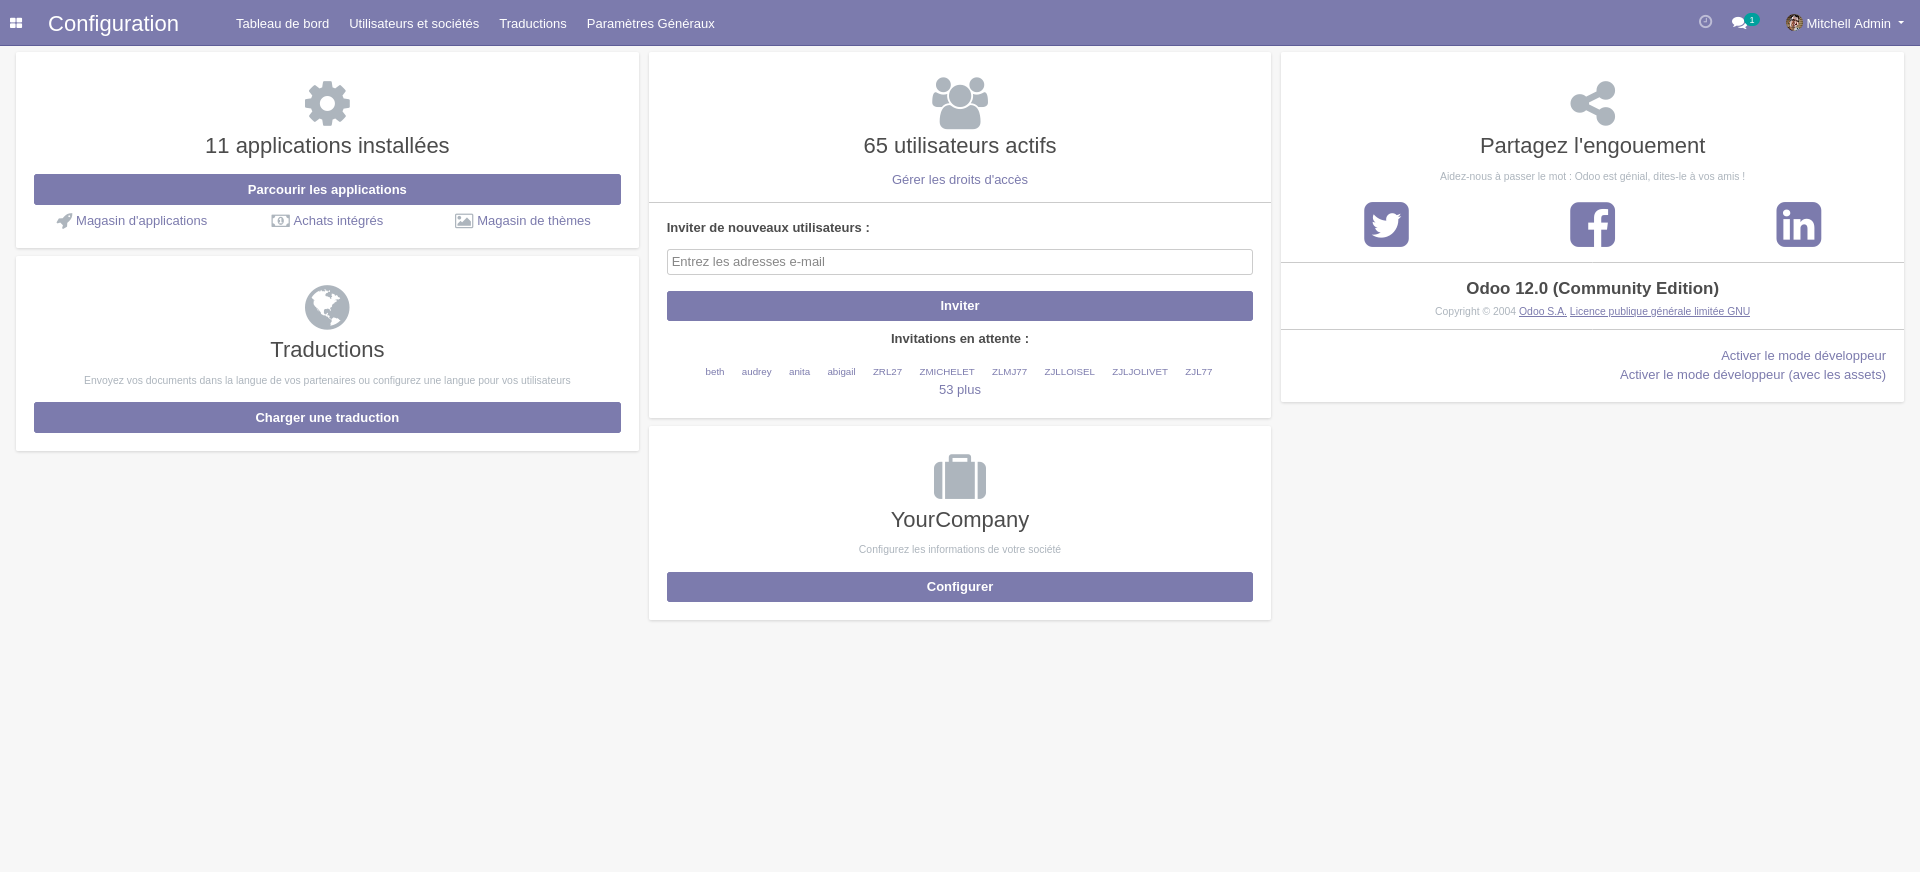 Configuration
Tableau de bord
Utilisateurs et sociétés
Traductions
Paramètres Généraux
1
Mitchell Admin
11 applications installées
Parcourir les applications
Magasin d'applications
Achats intégrés
Magasin de thèmes
Traductions
Envoyez vos documents dans la langue de vos partenaires ou configurez une langue pour vos utilisateurs
Charger une traduction
65 utilisateurs actifs
Gérer les droits d'accès
Inviter de nouveaux utilisateurs :
Entrez les adresses e-mail
Inviter
Invitations en attente :
beth audrey anita abigail ZRL27 ZMICHELET ZLMJ77 ZJLLOISEL ZJLJOLIVET ZJL77
53 plus
YourCompany
Configurez les informations de votre société
Configurer
Partagez l'engouement
Aidez-nous à passer le mot : Odoo est génial, dites-le à vos amis !
Odoo 12.0 (Community Edition)
Copyright © 2004 Odoo S.A. Licence publique générale limitée GNU
Activer le mode développeur
Activer le mode développeur (avec les assets)